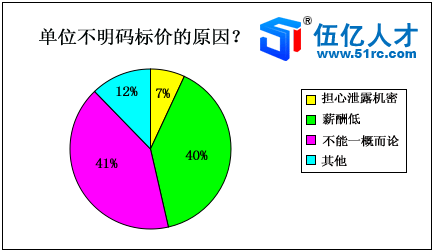 单位不明码标价的原因?
51 ® 伍亿人才
www.51rc.com
12%
7%
41%
40%
担心泄露机密
薪酬低
不能一概而论
其他